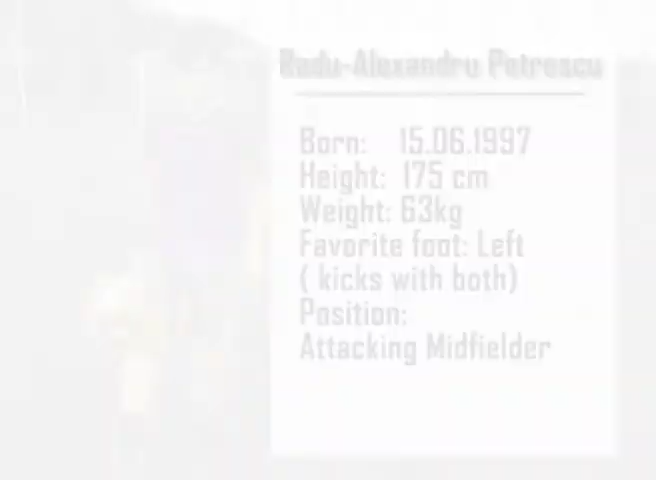 Radu-Alexandru Petrescu
Born: 15.06.1997
Height: 175 cm
Weight: 63kg
Favorite foot: Left
( kicks with both)
Position:
Attacking Midfielder